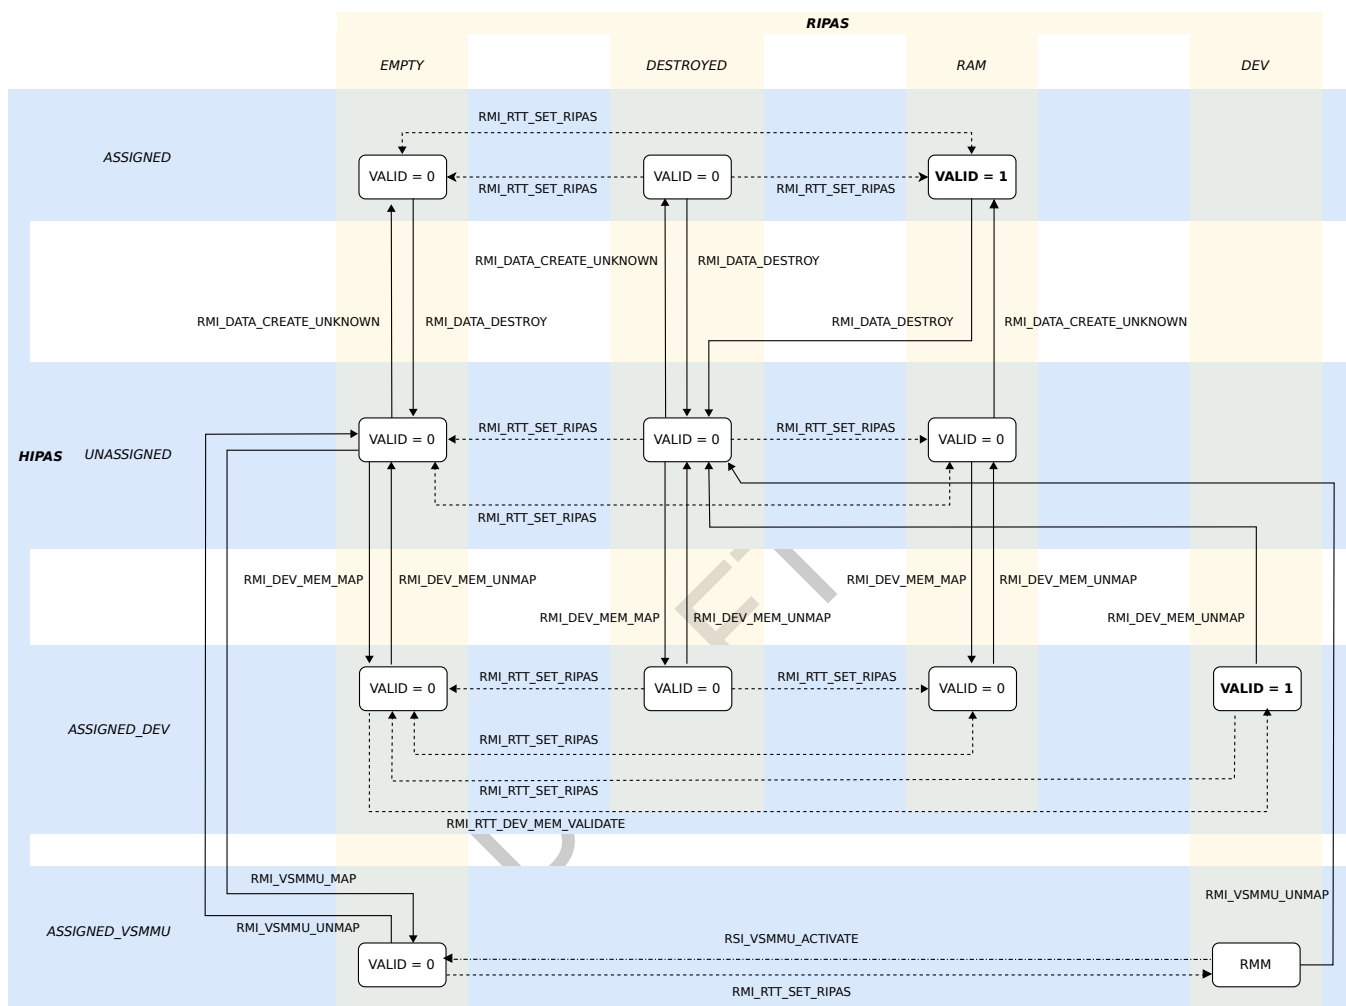 RIPAS
EMPTY
DESTROYED
RAM
DEV
RMI_RTT_SET_RIPAS
ASSIGNED
VALID = 0
RMI_RTT_SET_RIPAS
VALID = 0
RMI_RTT_SET_RIPAS
VALID = 1
RMI_DATA_CREATE_UNKNOWN
RMI_DATA_DESTROY
RMI_DATA_CREATE_UNKNOWN
RMI_DATA_DESTROY
RMI_DATA_DESTROY
RMI_DATA_CREATE_UNKNOWN
HIPAS
UNASSIGNED
VALID = 0
RMI_RTT_SET_RIPAS
VALID = 0
RMI_RTT_SET_RIPAS
VALID = 0
RMI_RTT_SET_RIPAS
RMI_DEV_MEM_MAP
RMI_DEV_MEM_UNMAP
RMI_DEV_MEM_MAP
RMI_DEV_MEM_UNMAP
RMI_DEV_MEM_MAP
RMI_DEV_MEM_UNMAP
RMI_DEV_MEM_UNMAP
ASSIGNED_DEV
VALID = 0
RMI_RTT_SET_RIPAS
VALID = 0
RMI_RTT_SET_RIPAS
VALID = 0
VALID = 1
RMI_RTT_SET_RIPAS
RMI_RTT_SET_RIPAS
RMI_RTT_DEV_MEM_VALIDATE
RMI_VSMMU_MAP
RMI_VSMMU_UNMAP
RMI_VSMMU_UNMAP
ASSIGNED_VSMMU
VALID = 0
RSI_VSMMU_ACTIVATE
RMM
RMI_RTT_SET_RIPAS